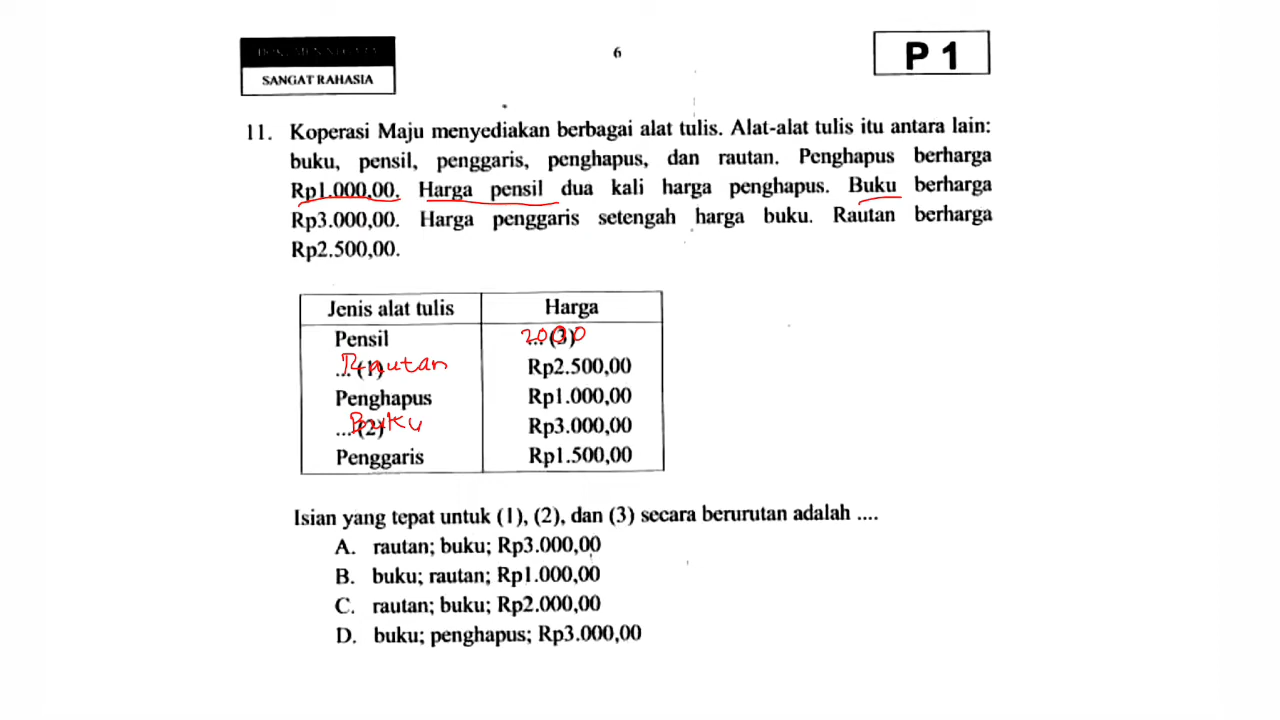 SANGAT RAHASIA
6
P 1
11. Koperasi Maju menyediakan berbagai alat tulis. Alat-alat tulis itu antara lain:
buku, pensil, penggaris, penghapus, dan rautan. Penghapus berharga
Rp1.000,00. Harga pensil dua kali harga penghapus. Buku berharga
Rp3.000,00. Harga penggaris setengah harga buku. Rautan berharga
Rp2.500,00.
Jenis alat tulis Harga
Pensil ... (3) 2000
... (1) Rautan Rp2.500,00
Penghapus Rp1.000,00
... (2) Buku Rp3.000,00
Penggaris Rp1.500,00
Isian yang tepat untuk (1), (2), dan (3) secara berurutan adalah ....
A. rautan; buku; Rp3.000,00
B. buku; rautan; Rp1.000,00
C. rautan; buku; Rp2.000,00
D. buku; penghapus; Rp3.000,00